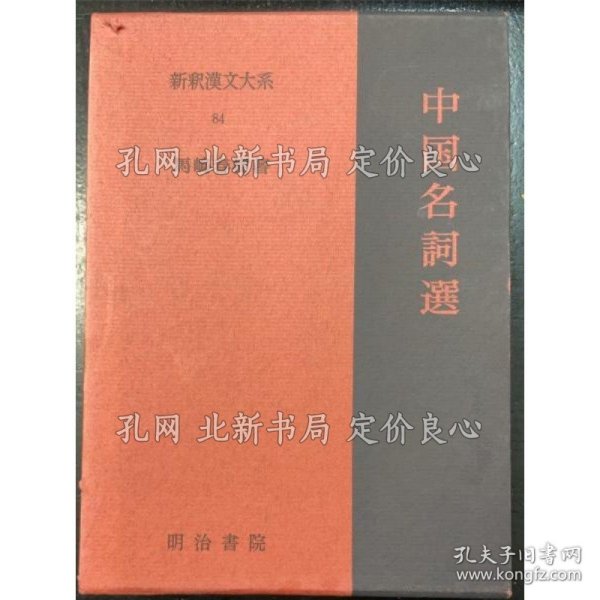 新釈漢文大系
84
中国名詞選
孔网 北新书局 定价良心
孔网 北新书局 定价良心
明治書院
孔夫子旧书网
www.kongfz.com